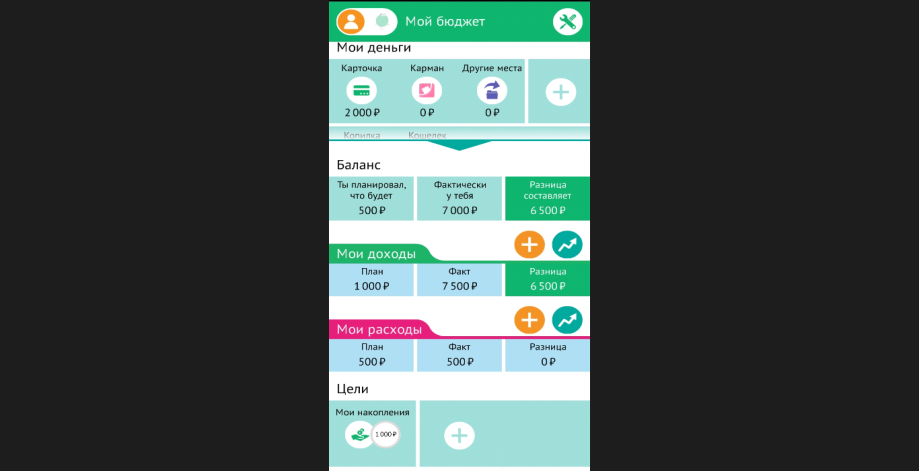 Мой бюджет
Мои деньги
Карточка Карман Другие места
2 000 ₽ 0 ₽ 0 ₽
Копилка Кошелек
Баланс
Ты планировал, Фактически Разница
что будет у тебя составляет
500 ₽ 7 000 ₽ 6 500 ₽
Мои доходы
План Факт Разница
1 000 ₽ 7 500 ₽ 6 500 ₽
Мои расходы
План Факт Разница
500 ₽ 500 ₽ 0 ₽
Цели
Мои накопления
1 000 ₽